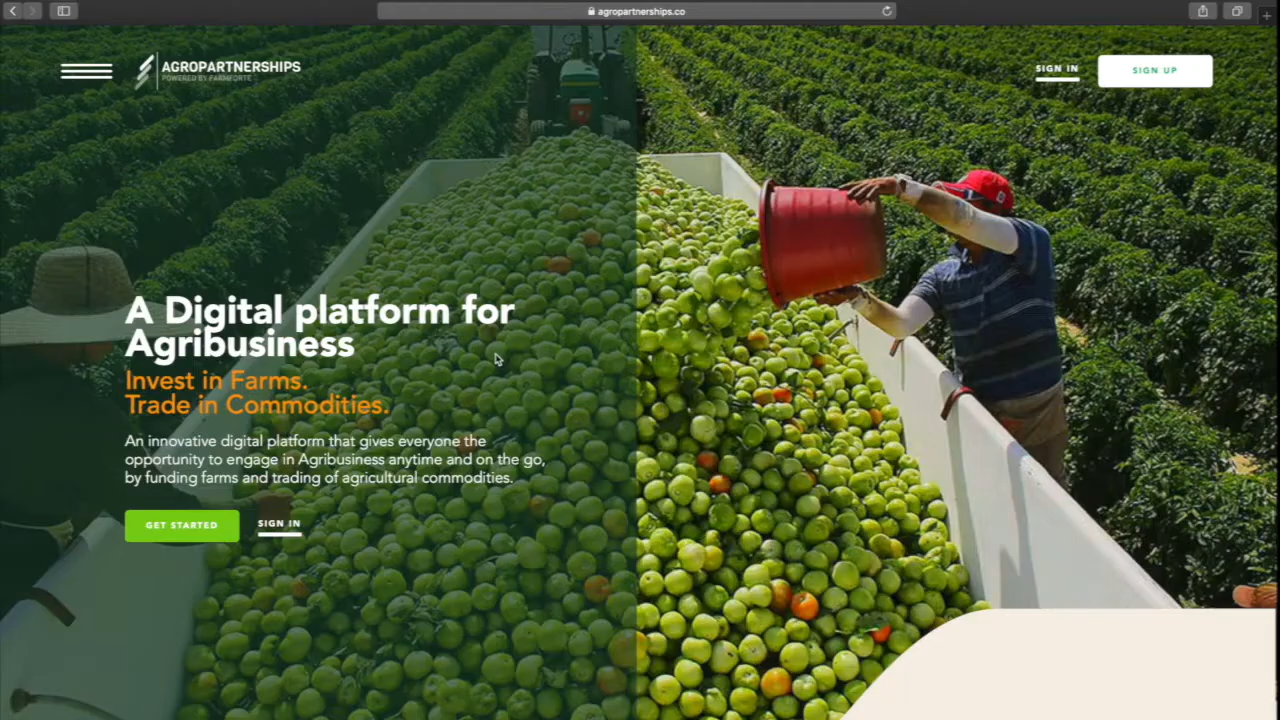 agropartnerships.co
AGROPARTNERSHIPS
POWERED BY FARMFORTE
SIGN IN
SIGN UP
A Digital platform for
Agribusiness
Invest in Farms.
Trade in Commodities.
An innovative digital platform that gives everyone the
opportunity to engage in Agribusiness anytime and on the go,
by funding farms and trading of agricultural commodities.
GET STARTED
SIGN IN